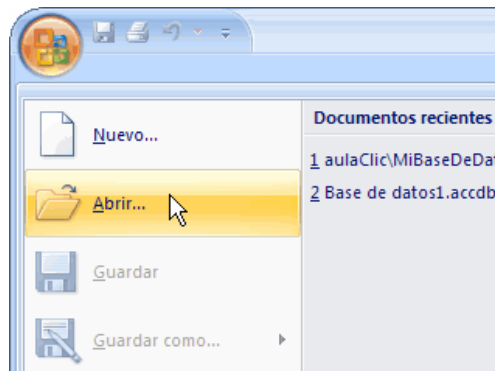 Nuevo...
Abrir...
Guardar
Guardar como...
Documentos recientes
1 aulaClic\MiBaseDeDat
2 Base de datos1.accdb